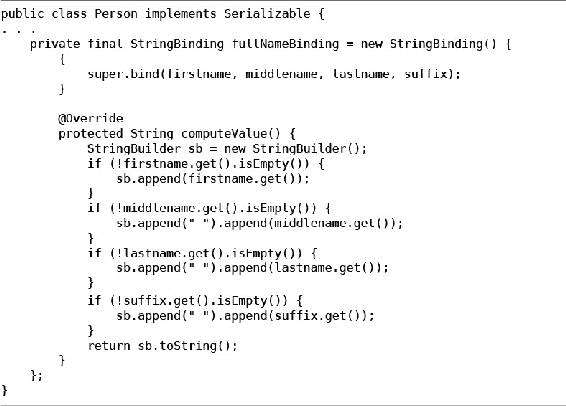 public class Person implements Serializable {
. . .
    private final StringBinding fullNameBinding = new StringBinding() {
        {
            super.bind(firstname, middlename, lastname, suffix);
        }

        @Override
        protected String computeValue() {
            StringBuilder sb = new StringBuilder();
            if (!firstname.get().isEmpty()) {
                sb.append(firstname.get());
            }
            if (!middlename.get().isEmpty()) {
                sb.append(" ").append(middlename.get());
            }
            if (!lastname.get().isEmpty()) {
                sb.append(" ").append(lastname.get());
            }
            if (!suffix.get().isEmpty()) {
                sb.append(" ").append(suffix.get());
            }
            return sb.toString();
        }
    };
}